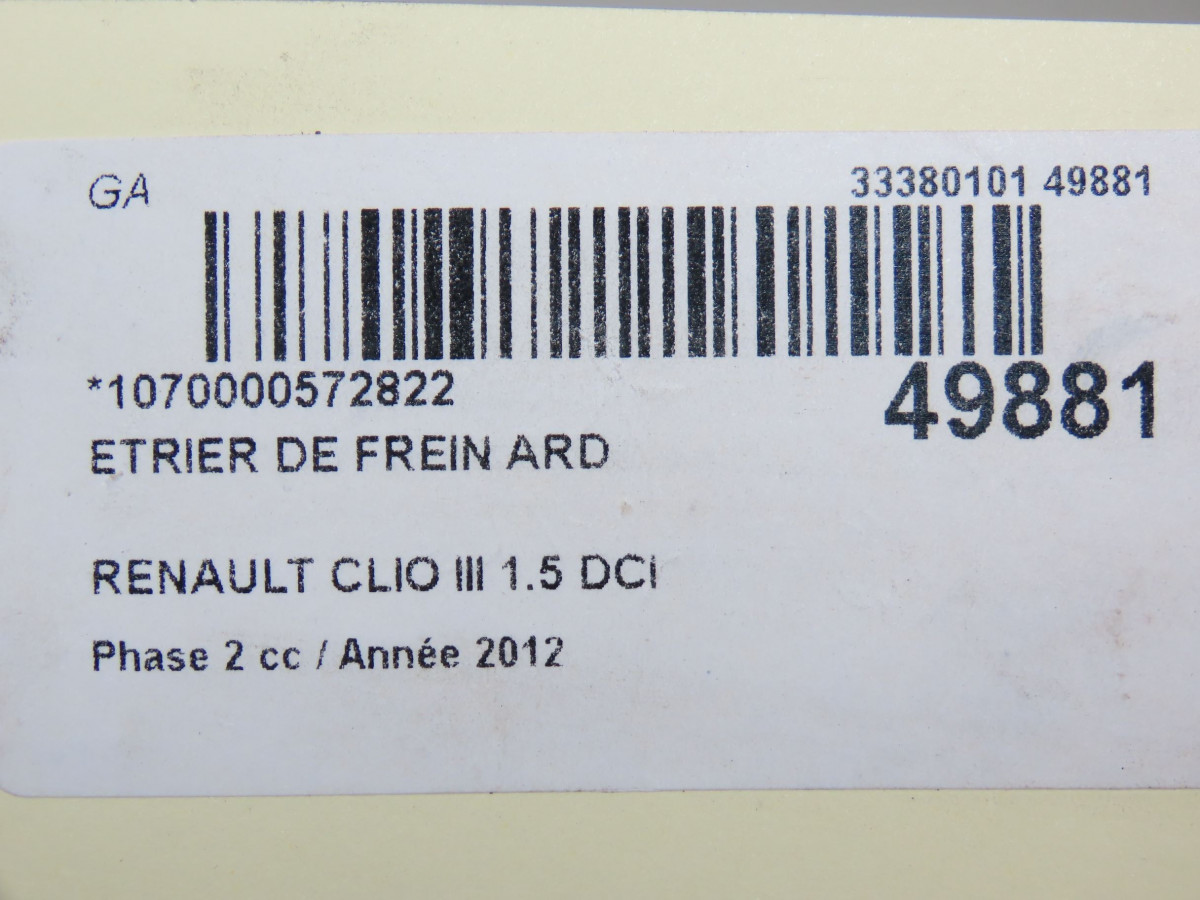 GA
33380101 49881
*1070000572822
49881
ETRIER DE FREIN ARD
RENAULT CLIO III 1.5 DCI
Phase 2 cc / Année 2012